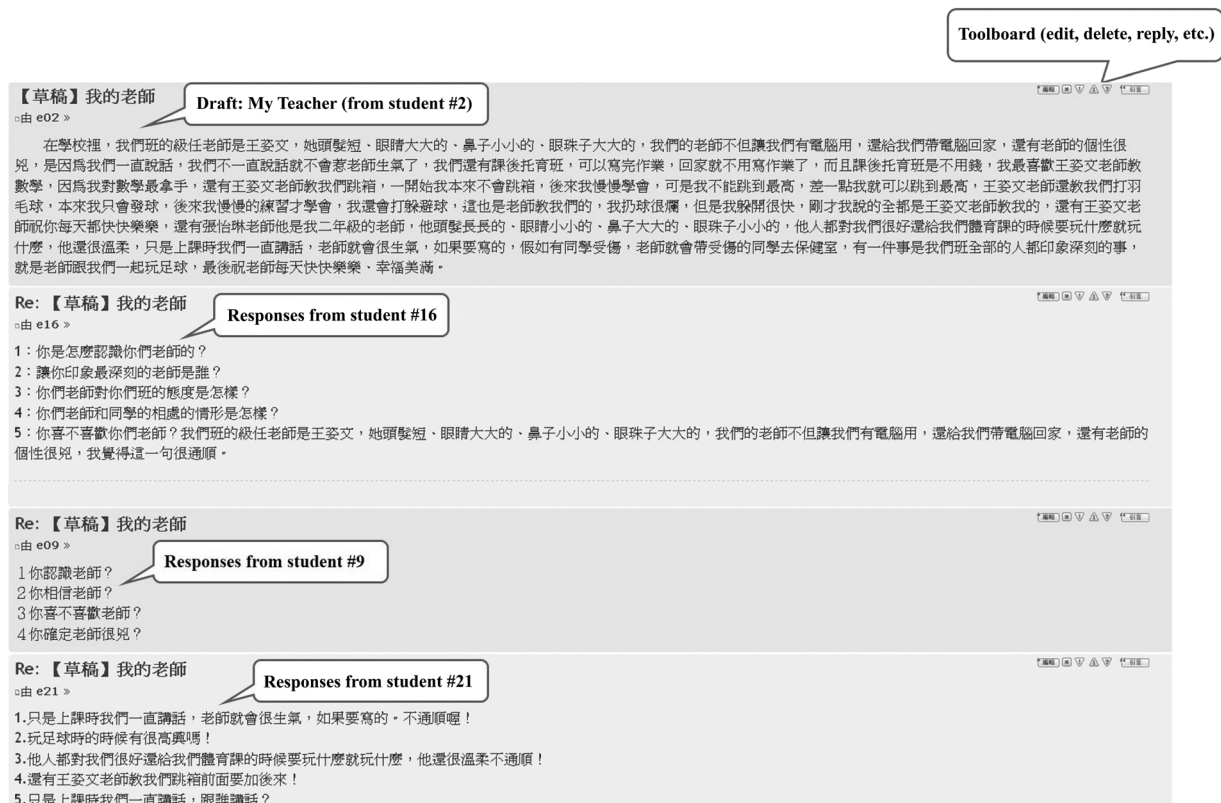 Toolboard (edit, delete, reply, etc.)
【草稿】我的老師
Draft: My Teacher (from student #2)
由 e02 »
在學校裡，我們班的級任老師是王姿文，她頭髮短、眼睛大大的、鼻子小小的、眼珠子大大的，我們的老師不但讓我們有電腦用，還給我們帶電腦回家，還有老師的個性很
兇，是因為我們一直說話，我們不一直說話就不會惹老師生氣了，我們還有課後托育班，可以寫完作業，回家就不用寫作業了，而且課後托育班是不用錢，我最喜歡王姿文老師教
數學，因為我對數學最拿手，還有王姿文老師教我們跳箱，一開始我本來不會跳箱，後來我慢慢學會，可是我不能跳到最高，差一點我就可以跳到最高，王姿文老師還教我們打羽
毛球，本來我只會發球，後來我慢慢的練習才學會，我還會打躲避球，這也是老師教我們的，我扔球很爛，但是我躲開很快，剛才我說的全都是王姿文老師教我的，還有王姿文老
師祝你每天都快快樂樂，還有張怡琳老師他是我二年級的老師，他頭髮長長的、眼睛小小的、鼻子大大的、眼珠子小小的，他人都對我們很好還給我們體育課的時候要玩什麼就玩
什麼，他還很溫柔，只是上課時我們一直講話，老師就會很生氣，如果要寫的，假如有同學受傷，老師就會帶受傷的同學去保健室，有一件事是我們班全部的人都印象深刻的事，
就是老師跟我們一起玩足球，最後祝老師每天快快樂樂、幸福美滿。
編輯 引言
Re: 【草稿】我的老師
Responses from student #16
由 e16 »
1：你是怎麼認識你們老師的？
2：讓你印象最深刻的老師是誰？
3：你們老師對你們班的態度是怎樣？
4：你們老師和同學的相處的情形是怎樣？
5：你喜不喜歡你們老師？我們班的級任老師是王姿文，她頭髮短、眼睛大大的、鼻子小小的、眼珠子大大的，我們的老師不但讓我們有電腦用，還給我們帶電腦回家，還有老師的
個性很兇，我覺得這一句很通順。
編輯 引言
Re: 【草稿】我的老師
由 e09 »
Responses from student #9
１你認識老師？
２你相信老師？
３你喜不喜歡老師？
４你確定老師很兇？
編輯 引言
Re: 【草稿】我的老師
Responses from student #21
由 e21 »
1.只是上課時我們一直講話，老師就會很生氣，如果要寫的。不通順喔！
2.玩足球時的時候有很高興嗎！
3.他人都對我們很好還給我們體育課的時候要玩什麼就玩什麼，他還很溫柔不通順！
4.還有王姿文老師教我們跳箱前面要加後來！
5.只是上課時我們一直講話，跟誰講話？
編輯 引言